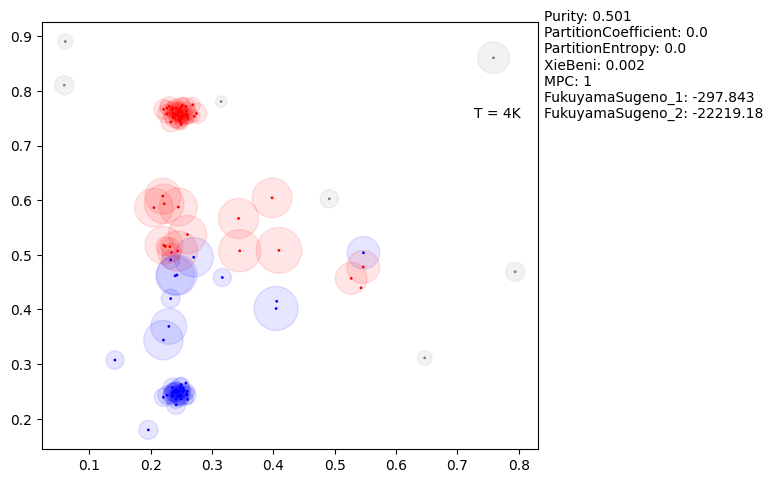 Purity: 0.501
PartitionCoefficient: 0.0
PartitionEntropy: 0.0
XieBeni: 0.002
MPC: 1
FukuyamaSugeno_1: -297.843
FukuyamaSugeno_2: -22219.18
T = 4K
0.9
0.8
0.7
0.6
0.5
0.4
0.3
0.2
0.1 0.2 0.3 0.4 0.5 0.6 0.7 0.8